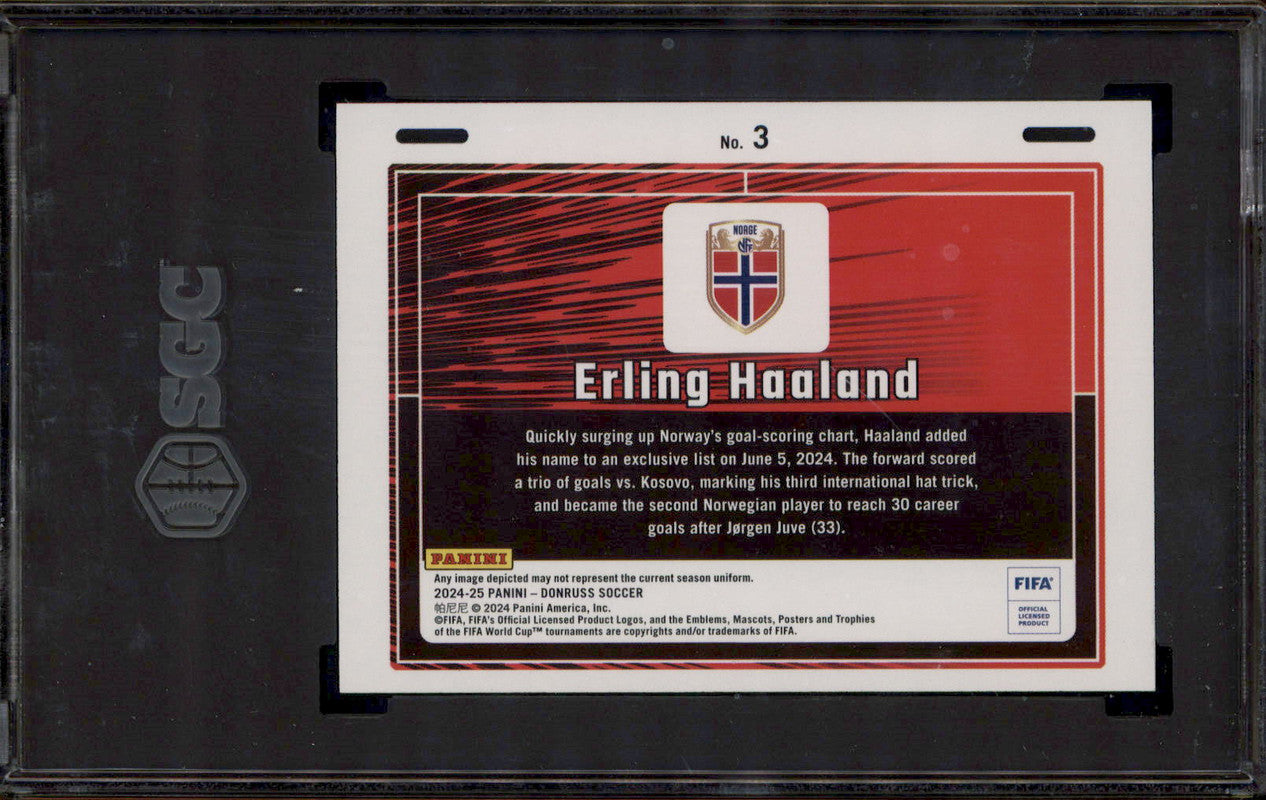 No. 3
NORGE
NFF
Erling Haaland
Quickly surging up Norway's goal-scoring chart, Haaland added
his name to an exclusive list on June 5, 2024. The forward scored
a trio of goals vs. Kosovo, marking his third international hat trick,
and became the second Norwegian player to reach 30 career
goals after Jørgen Juve (33).
PANINI
Any image depicted may not represent the current season uniform.
2024-25 PANINI – DONRUSS SOCCER
帕尼尼 © 2024 Panini America, Inc.
©FIFA, FIFA's Official Licensed Product Logos, and the Emblems, Mascots, Posters and Trophies
of the FIFA World Cup™ tournaments are copyrights and/or trademarks of FIFA.
FIFA®
OFFICIAL
LICENSED
PRODUCT
SGC